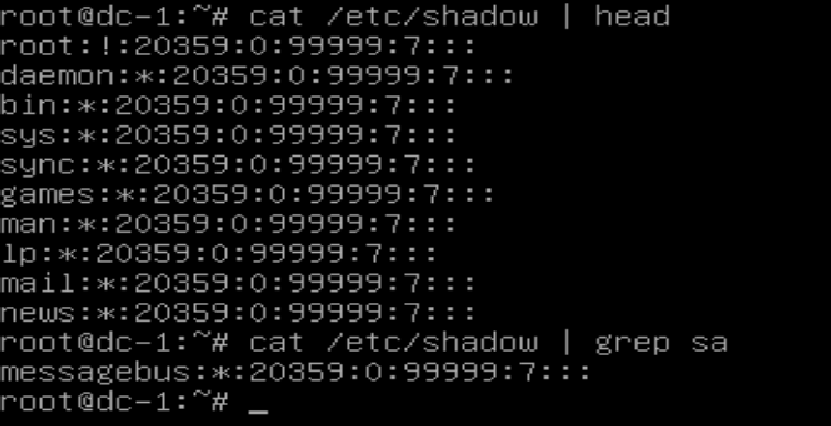 root@dc-1:~# cat /etc/shadow | head
root:!:20359:0:99999:7:::
daemon:*:20359:0:99999:7:::
bin:*:20359:0:99999:7:::
sys:*:20359:0:99999:7:::
sync:*:20359:0:99999:7:::
games:*:20359:0:99999:7:::
man:*:20359:0:99999:7:::
lp:*:20359:0:99999:7:::
mail:*:20359:0:99999:7:::
news:*:20359:0:99999:7:::
root@dc-1:~# cat /etc/shadow | grep sa
messagebus:*:20359:0:99999:7:::
root@dc-1:~# _